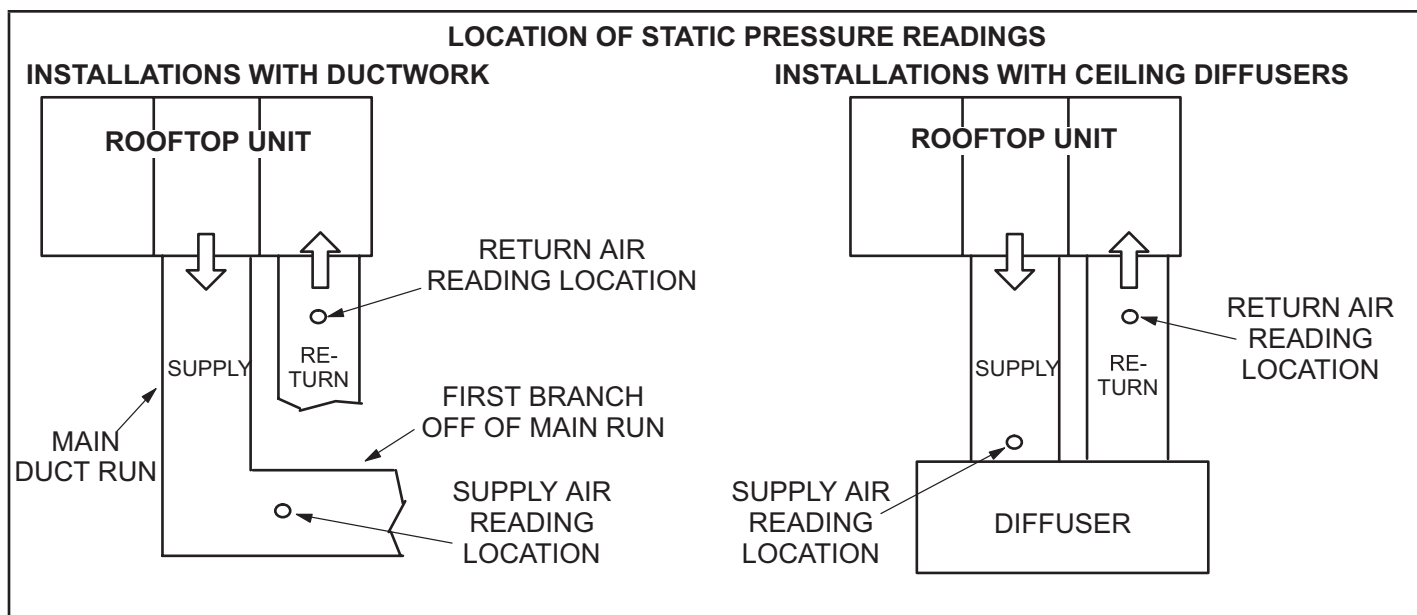 LOCATION OF STATIC PRESSURE READINGS
INSTALLATIONS WITH DUCTWORK
ROOFTOP UNIT
RETURN AIR
READING LOCATION
SUPPLY
RE-
TURN
FIRST BRANCH
OFF OF MAIN RUN
MAIN
DUCT RUN
SUPPLY AIR
READING
LOCATION
INSTALLATIONS WITH CEILING DIFFUSERS
ROOFTOP UNIT
RETURN AIR
READING
LOCATION
SUPPLY
RE-
TURN
SUPPLY AIR
READING
LOCATION
DIFFUSER